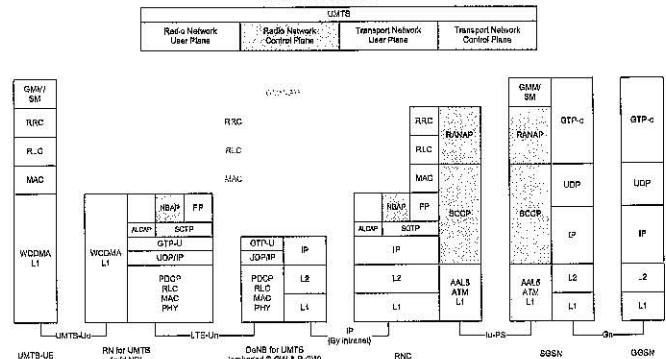 UMTS
Radio Network User Plane
Radio Network Control Plane
Transport Network User Plane
Transport Network Control Plane
GMM/SM
RRC
RLC
MAC
WCDMA L1
WCDMA L1
NBAP
FP
ALCAP
SCTP
GTP-U
UDP/IP
PDCP RLC MAC PHY
RRC
RLC
MAC
GTP-U
UDP/IP
PDCP RLC MAC PHY
IP
L2
L1
RRC
RLC
MAC
NBAP
FP
ALCAP
SCTP
IP
L2
L1
RANAP
SCCP
AAL5 ATM L1
GMM/SM
RANAP
SCCP
AAL5 ATM L1
GTP-c
UDP
IP
L2
L1
GTP-c
UDP
IP
L2
L1
UMTS-Uu
LTE-Un
IP (By intranet)
Iu-PS
Gn
UMTS-UE
RN for UMTS
DeNB for UMTS
RNC
SGSN
GGSN